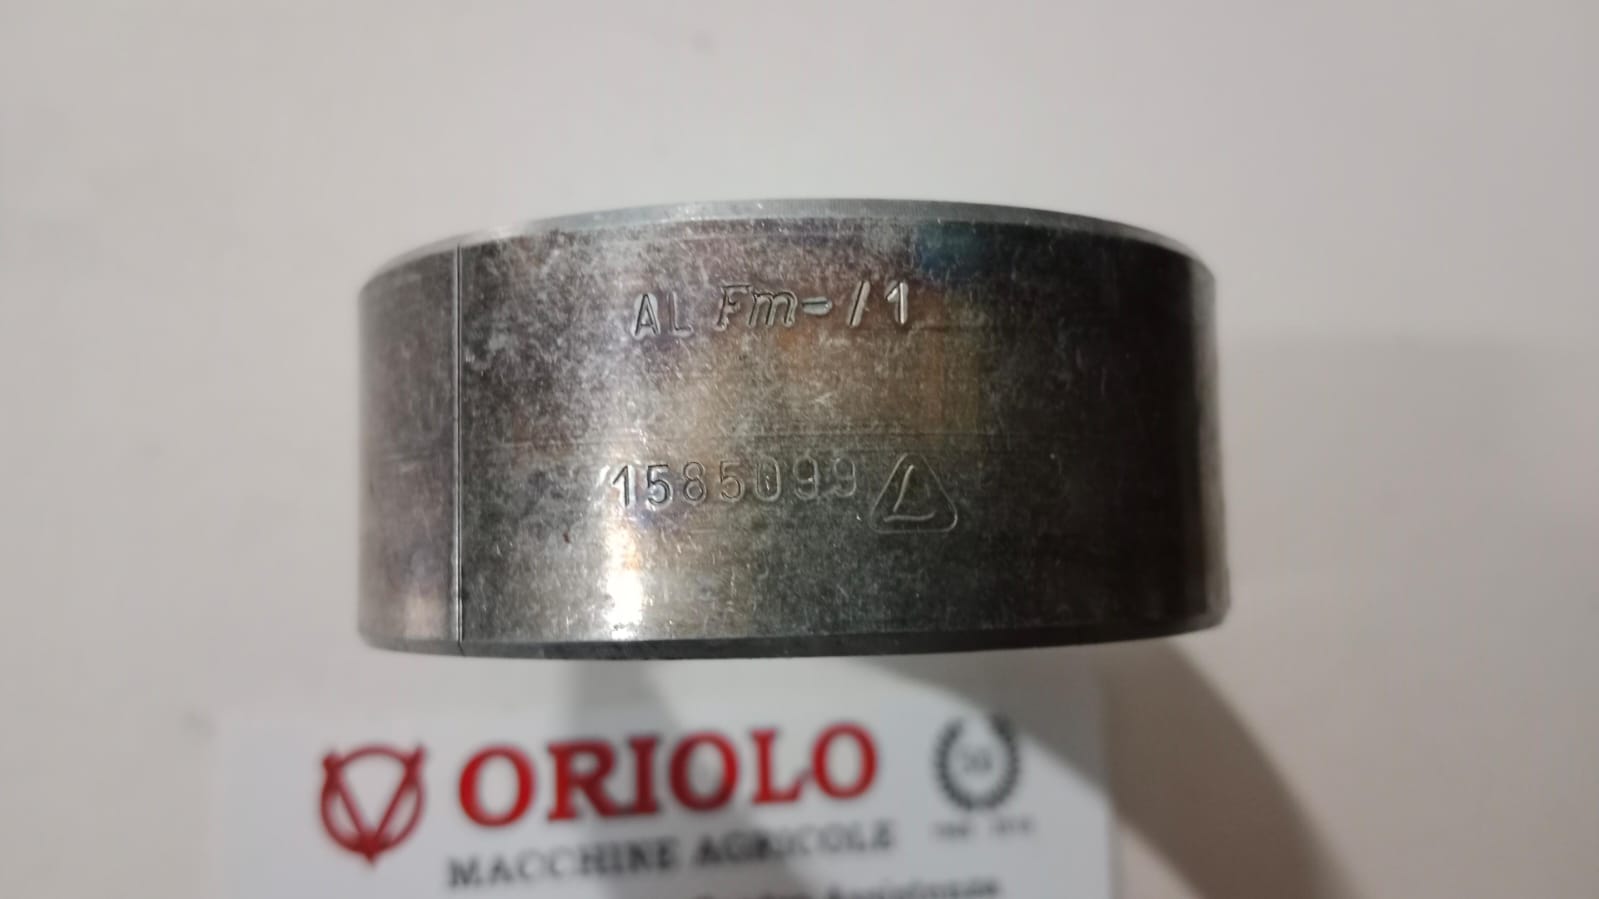 AL Fm-/1
1585099 L
ORIOLO
MACCHINE AGRICOLE